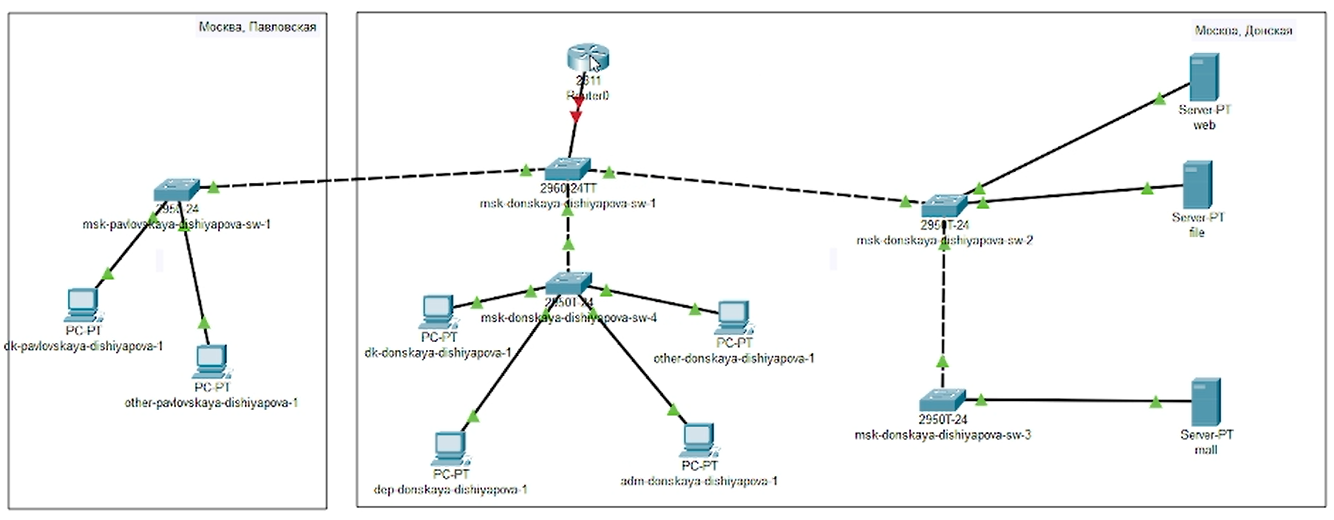 Москва, Павловская
2950-24
msk-pavlovskaya-dishiyapova-sw-1
PC-PT
dk-pavlovskaya-dishiyapova-1
PC-PT
other-pavlovskaya-dishiyapova-1
Москва, Донская
2811
Router0
2960-24TT
msk-donskaya-dishiyapova-sw-1
2950T-24
msk-donskaya-dishiyapova-sw-4
PC-PT
dk-donskaya-dishiyapova-1
PC-PT
other-donskaya-dishiyapova-1
PC-PT
dep-donskaya-dishiyapova-1
PC-PT
adm-donskaya-dishiyapova-1
2950T-24
msk-donskaya-dishiyapova-sw-2
Server-PT
web
Server-PT
file
2950T-24
msk-donskaya-dishiyapova-sw-3
Server-PT
mail